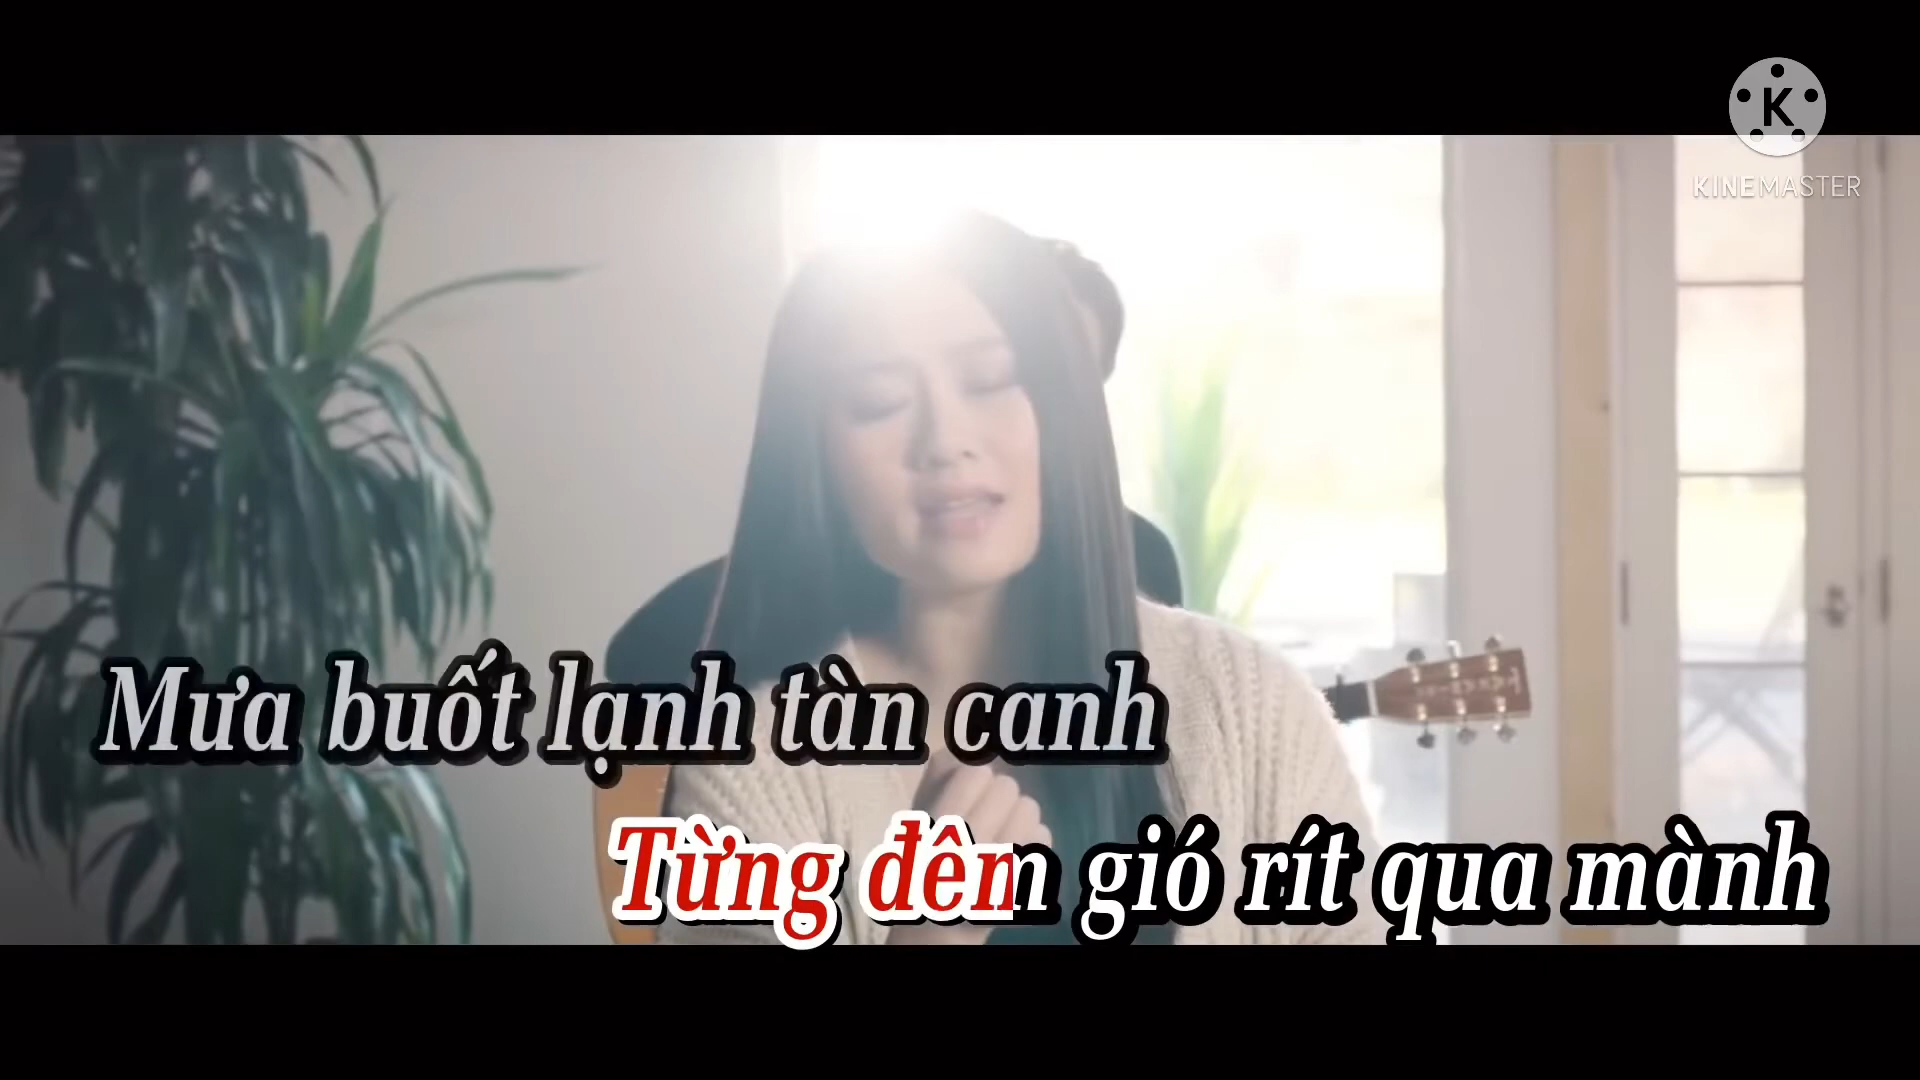 K
KINEMASTER
Mưa buốt lạnh tàn canh
Từng đêm gió rít qua mành